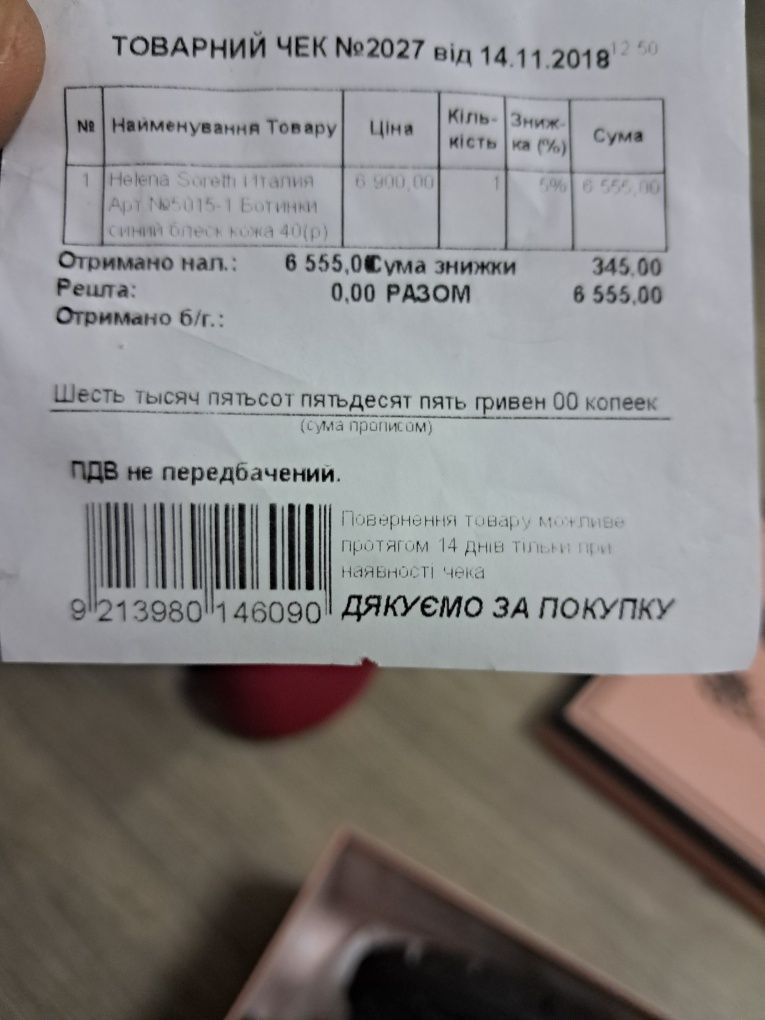 ТОВАРНИЙ ЧЕК №2027 від 14.11.2018 12 50
№ Найменування Товару Ціна Кіль-кість Зниж-ка (%) Сума
1 Helena Soretti Италия 6 900,00 1 5% 6 555,00
Арт.№5015-1 Ботинки
синий блеск кожа 40(р)
Отримано нал.: 6 555,00 Сума знижки 345,00
Решта: 0,00 РАЗОМ 6 555,00
Отримано б/г.:
Шесть тысяч пятьсот пятьдесят пять гривен 00 копеек
(сума прописом)
ПДВ не передбачений.
Повернення товару можливе
протягом 14 днів тільки при
наявності чека
9 213980 146090 ДЯКУЄМО ЗА ПОКУПКУ